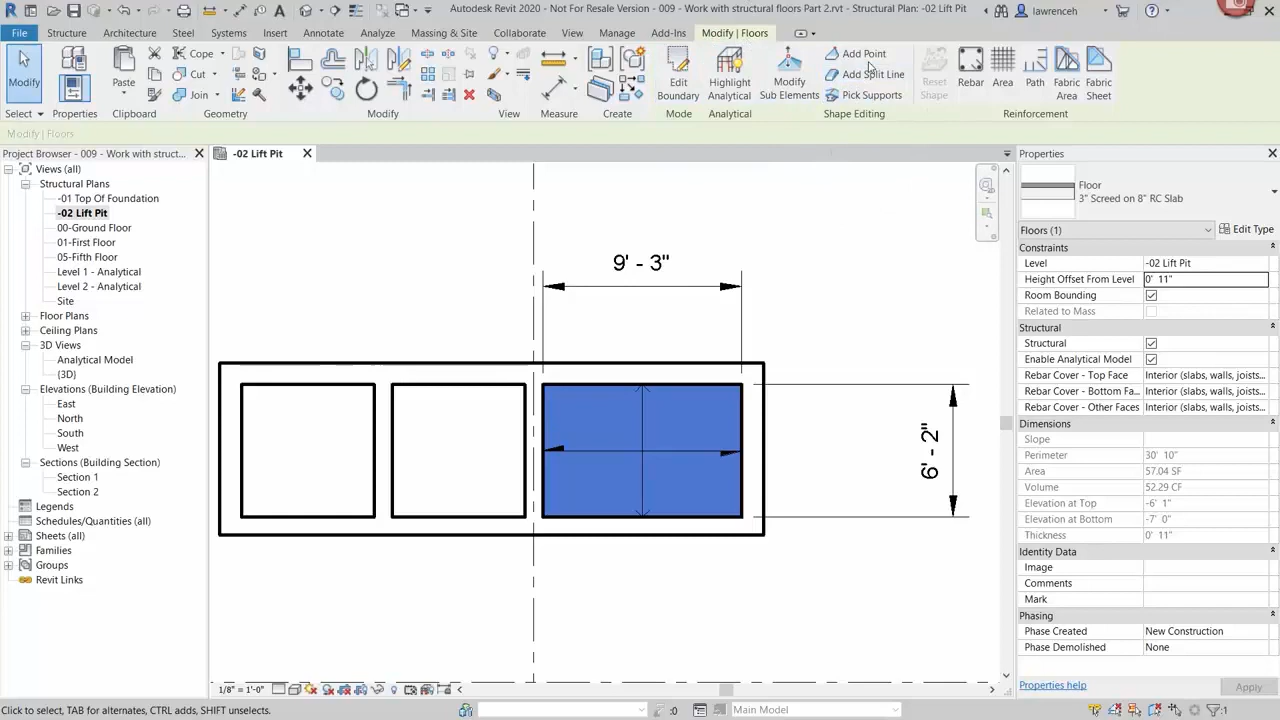 Autodesk Revit 2020 - Not For Resale Version - 009 - Work with structural floors Part 2.rvt - Structural Plan: -02 Lift Pit
lawrenceh
File Structure Architecture Steel Systems Insert Annotate Analyze Massing & Site Collaborate View Manage Add-Ins Modify | Floors
Modify
Paste
Cope
Cut
Join
Edit Boundary
Highlight Analytical
Modify Sub Elements
Add Point
Add Split Line
Pick Supports
Reset Shape
Rebar
Area
Path
Fabric Area
Fabric Sheet
Select Properties Clipboard Geometry Modify View Measure Create Mode Analytical Shape Editing Reinforcement
Modify | Floors
Project Browser - 009 - Work with struct...
Views (all)
Structural Plans
-01 Top Of Foundation
-02 Lift Pit
00-Ground Floor
01-First Floor
05-Fifth Floor
Level 1 - Analytical
Level 2 - Analytical
Site
Floor Plans
Ceiling Plans
3D Views
Analytical Model
{3D}
Elevations (Building Elevation)
East
North
South
West
Sections (Building Section)
Section 1
Section 2
Legends
Schedules/Quantities (all)
Sheets (all)
Families
Groups
Revit Links
-02 Lift Pit
9' - 3"
6' - 2"
1/8" = 1'-0"
Properties
Floor
3" Screed on 8" RC Slab
Floors (1)
Edit Type
Constraints
Level -02 Lift Pit
Height Offset From Level 0' 11"
Room Bounding
Related to Mass
Structural
Structural
Enable Analytical Model
Rebar Cover - Top Face Interior (slabs, walls, joists...
Rebar Cover - Bottom Fa... Interior (slabs, walls, joists...
Rebar Cover - Other Faces Interior (slabs, walls, joists...
Dimensions
Slope
Perimeter 30' 10"
Area 57.04 SF
Volume 52.29 CF
Elevation at Top -6' 1"
Elevation at Bottom -7' 0"
Thickness 0' 11"
Identity Data
Image
Comments
Mark
Phasing
Phase Created New Construction
Phase Demolished None
Properties help
Apply
Click to select, TAB for alternates, CTRL adds, SHIFT unselects.
:0
Main Model
:1